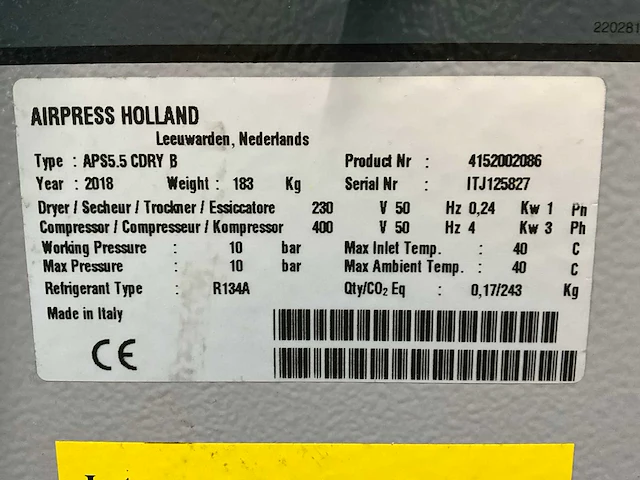 220281
AIRPRESS HOLLAND
Leeuwarden, Nederlands
Type : APS5.5 CDRY B Product Nr : 4152002086
Year : 2018 Weight : 183 Kg Serial Nr : ITJ125827
Dryer / Secheur / Trockner / Essiccatore 230 V 50 Hz 0,24 Kw 1 Ph
Compressor / Compresseur / Kompressor 400 V 50 Hz 4 Kw 3 Ph
Working Pressure : 10 bar Max Inlet Temp. : 40 C
Max Pressure : 10 bar Max Ambient Temp. : 40 C
Refrigerant Type : R134A Qty/CO₂ Eq : 0,17/243 Kg
Made in Italy
CE